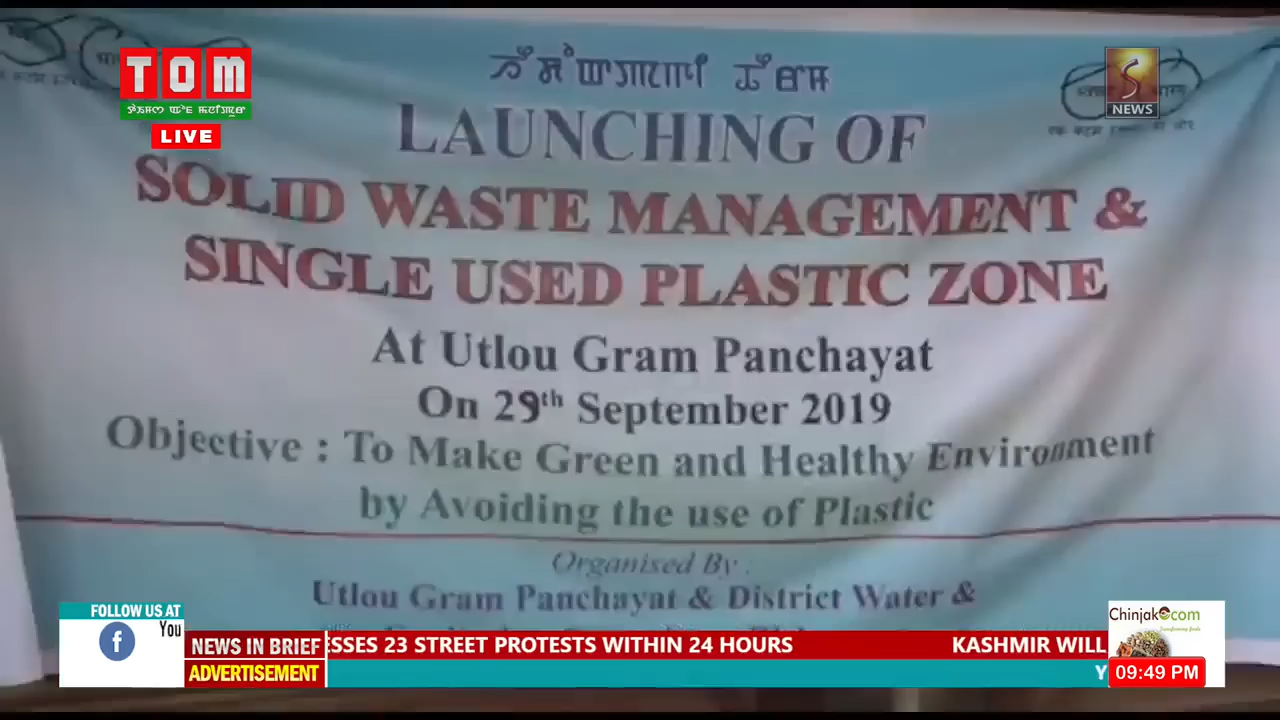 TOM
LIVE
S
NEWS
LAUNCHING OF
SOLID WASTE MANAGEMENT &
SINGLE USED PLASTIC ZONE
At Utlou Gram Panchayat
On 29th September 2019
Objective : To Make Green and Healthy Environment
by Avoiding the use of Plastic
Organised By :
Utlou Gram Panchayat & District Water &
FOLLOW US AT
f
You
NEWS IN BRIEF
ESSES 23 STREET PROTESTS WITHIN 24 HOURS
KASHMIR WILL
ADVERTISEMENT
Y
Chinjak.com
09:49 PM